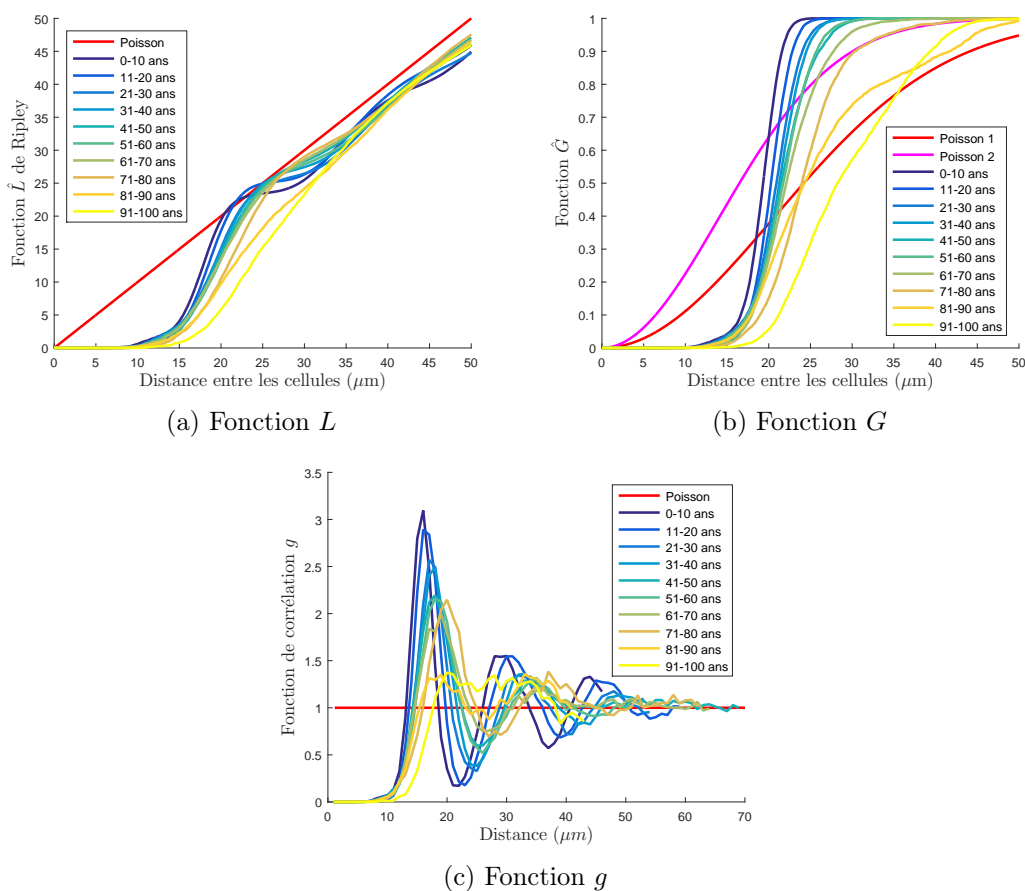 Fonction L̂ de Ripley
50
45
40
35
30
25
20
15
10
5
0
Poisson
0-10 ans
11-20 ans
21-30 ans
31-40 ans
41-50 ans
51-60 ans
61-70 ans
71-80 ans
81-90 ans
91-100 ans
0 5 10 15 20 25 30 35 40 45 50
Distance entre les cellules (μm)
(a) Fonction L
Fonction Ĝ
1
0.9
0.8
0.7
0.6
0.5
0.4
0.3
0.2
0.1
0
Poisson 1
Poisson 2
0-10 ans
11-20 ans
21-30 ans
31-40 ans
41-50 ans
51-60 ans
61-70 ans
71-80 ans
81-90 ans
91-100 ans
0 5 10 15 20 25 30 35 40 45 50
Distance entre les cellules (μm)
(b) Fonction G
Fonction de corrélation g
3.5
3
2.5
2
1.5
1
0.5
0
Poisson
0-10 ans
11-20 ans
21-30 ans
31-40 ans
41-50 ans
51-60 ans
61-70 ans
71-80 ans
81-90 ans
91-100 ans
0 10 20 30 40 50 60 70
Distance (μm)
(c) Fonction g